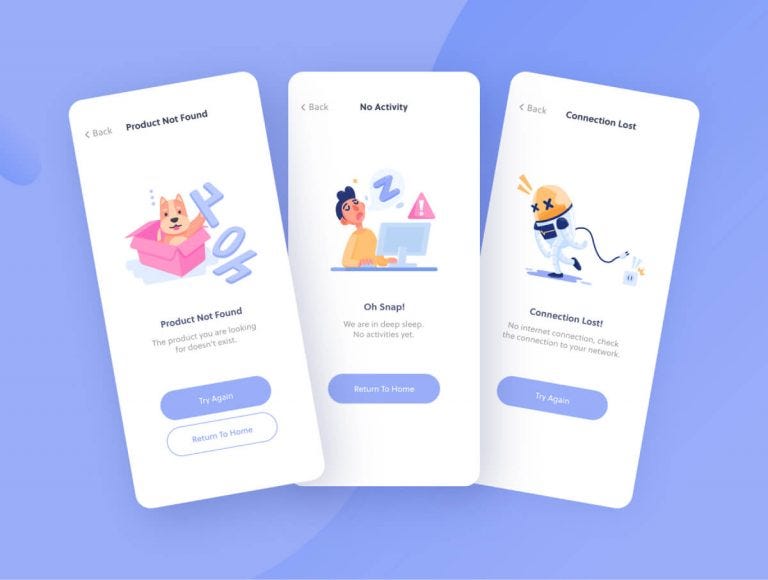 < Back
Product Not Found
404
Product Not Found
The product you are looking
for doesn't exist.
Try Again
Return To Home
< Back
No Activity
Z
!
Oh Snap!
We are in deep sleep.
No activities yet.
Return To Home
< Back
Connection Lost
Connection Lost!
No internet connection, check
the connection to your network.
Try Again